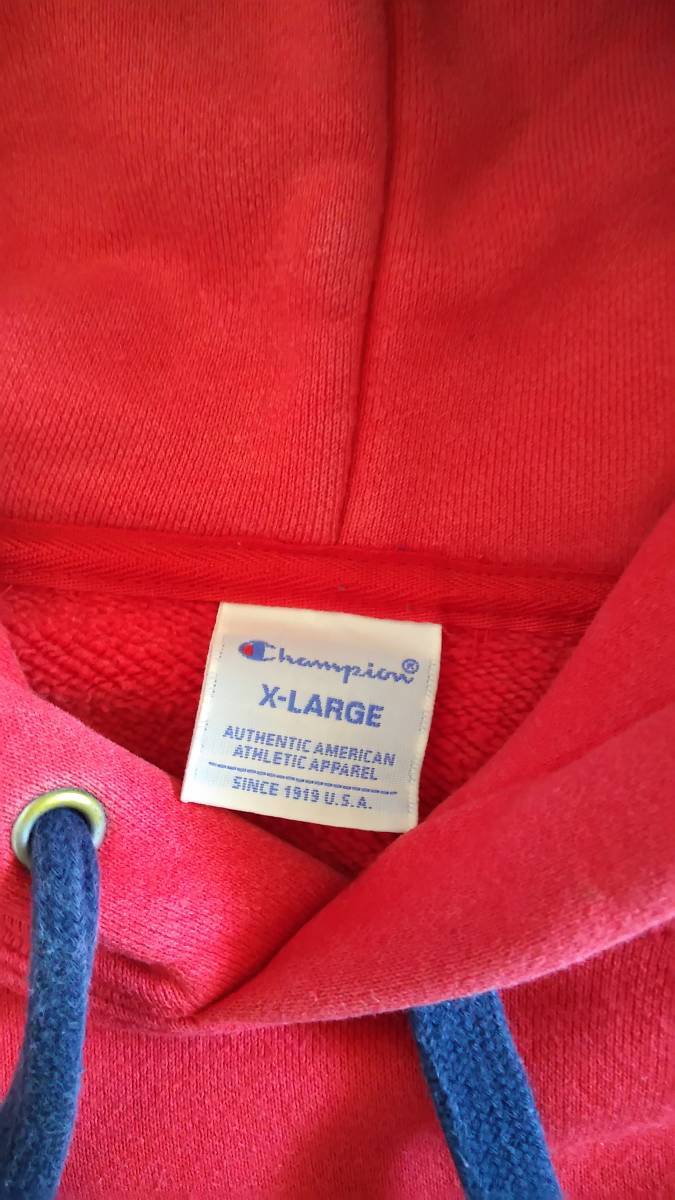 Champion®
X-LARGE
AUTHENTIC AMERICAN
ATHLETIC APPAREL
SINCE 1919 U.S.A.